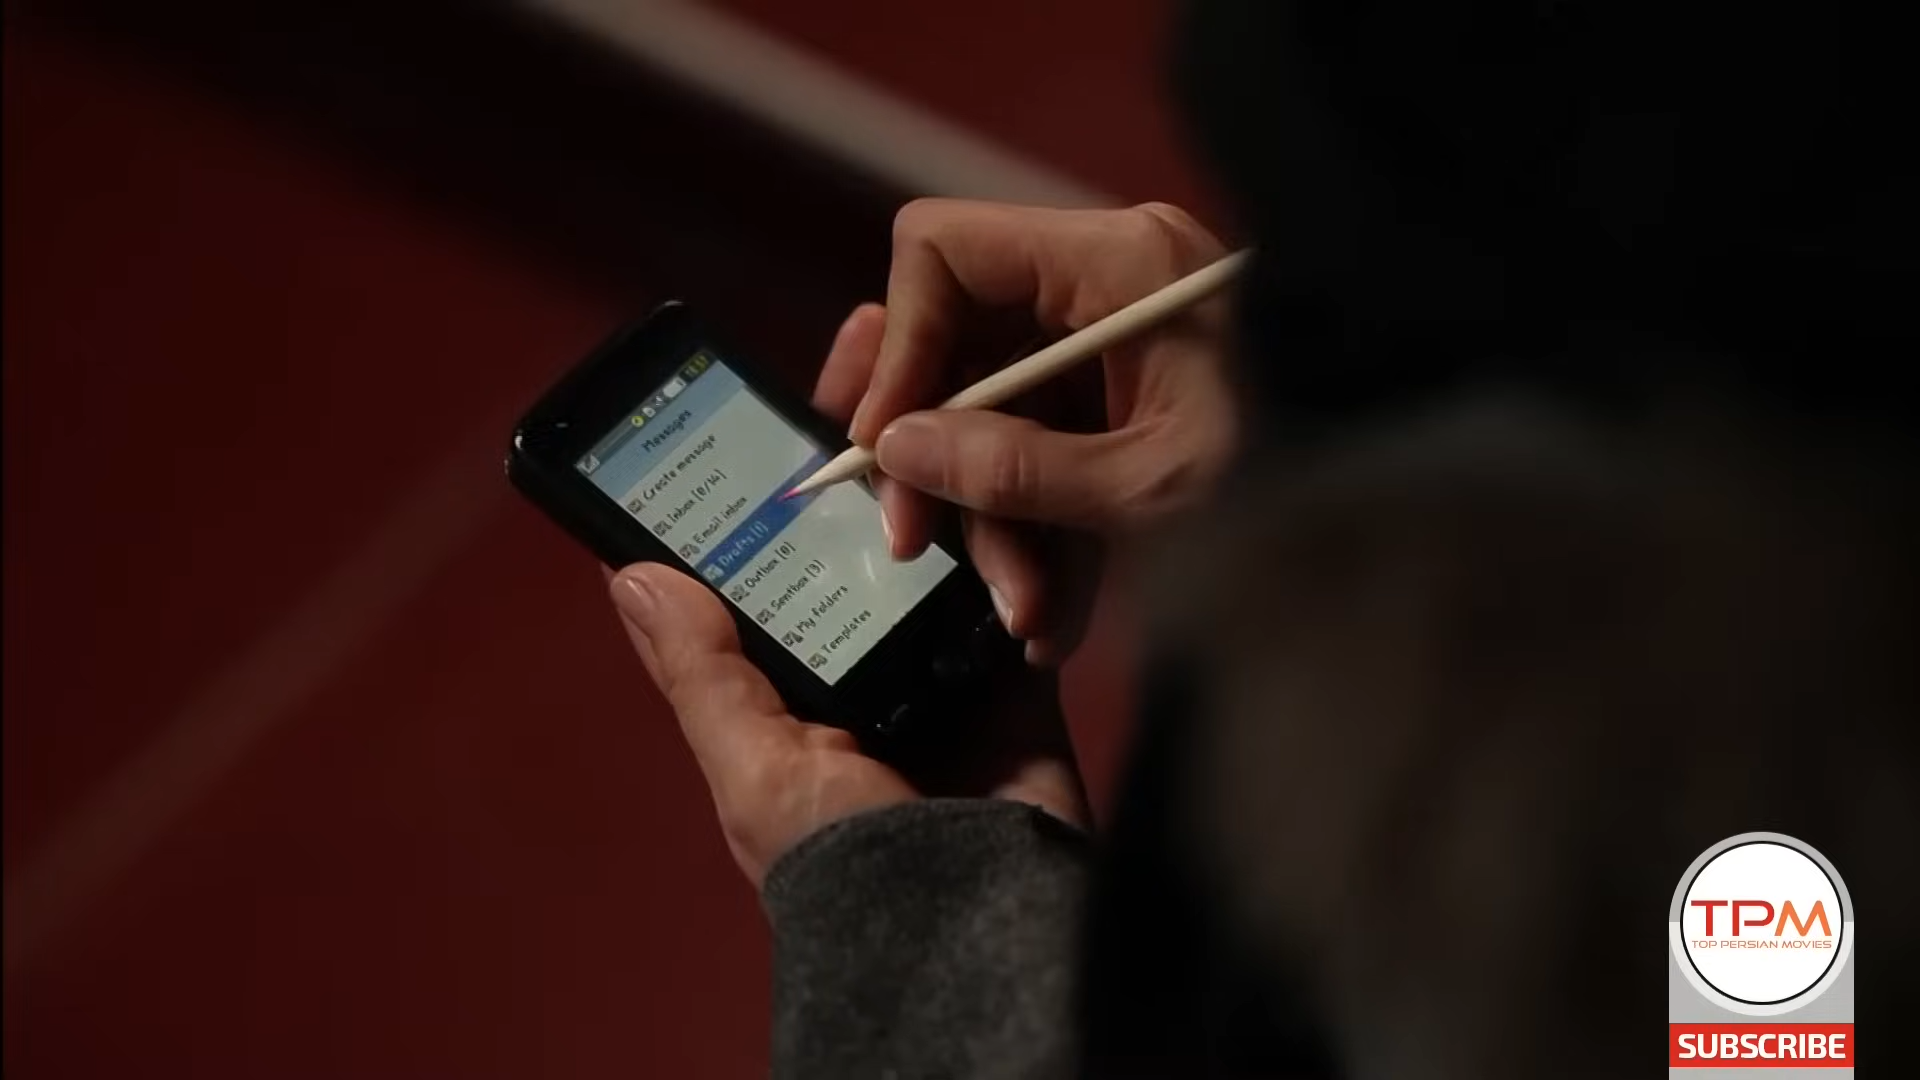 Messages
Create message
Inbox [0/14]
Email inbox
Drafts [1]
Outbox [0]
Sentbox [3]
My folders
Templates
TPM
TOP PERSIAN MOVIES
SUBSCRIBE